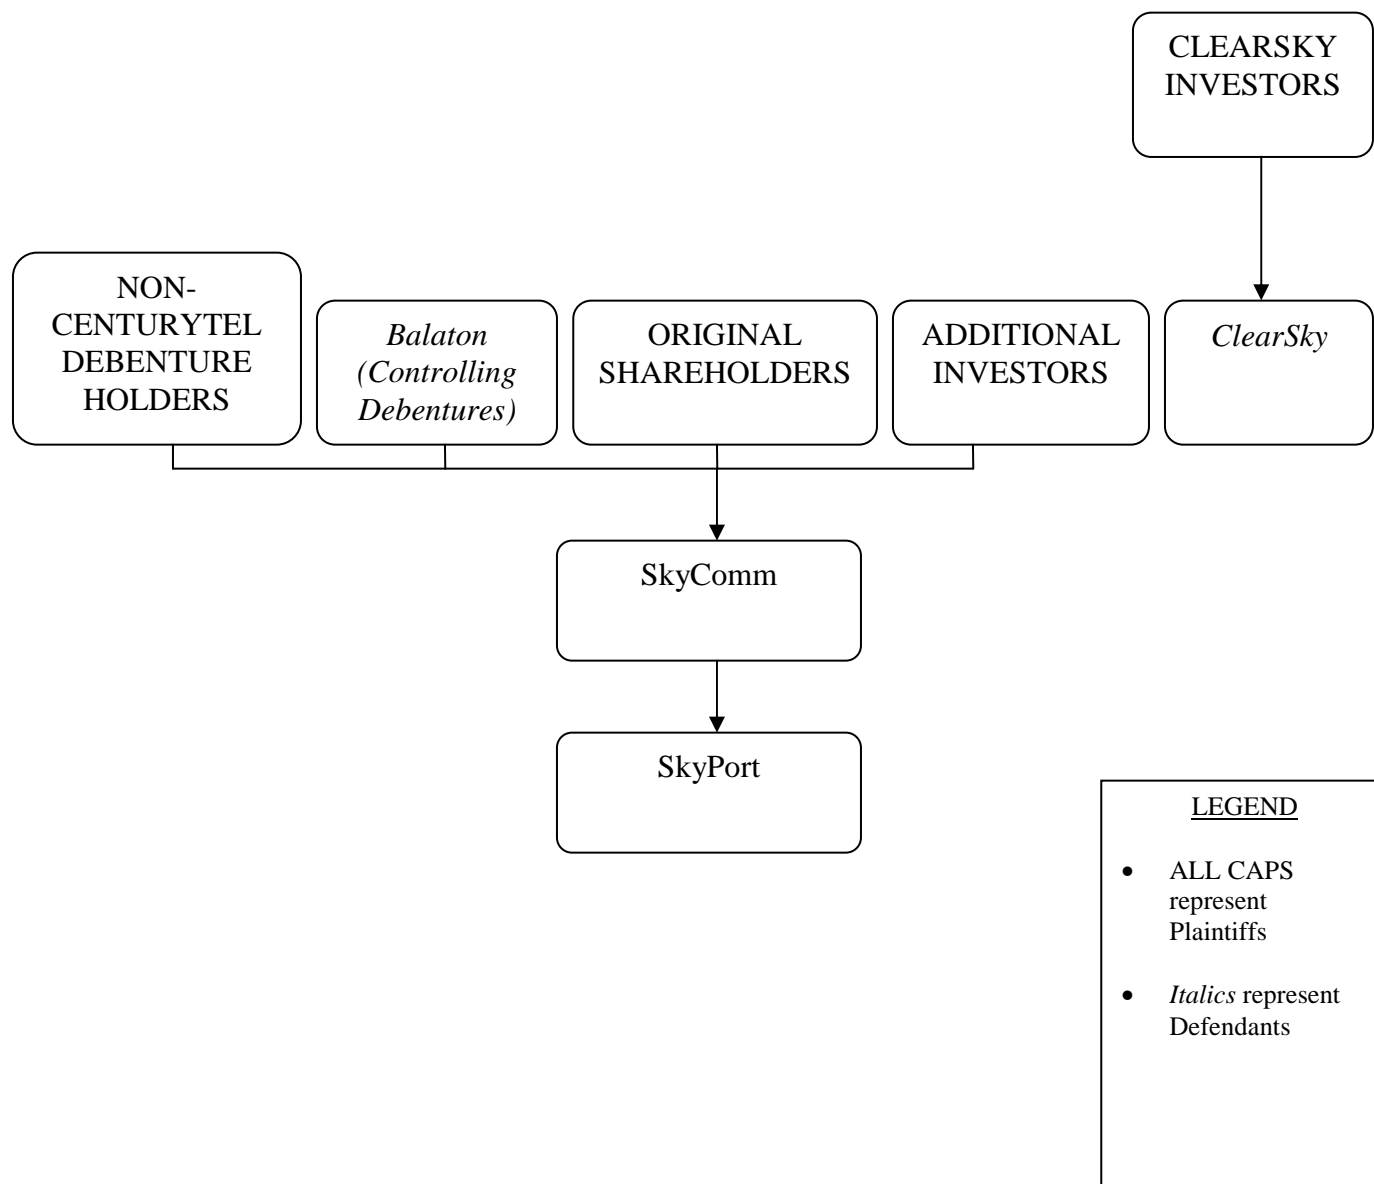 CLEARSKY
INVESTORS
NON-
CENTURYTEL
DEBENTURE
HOLDERS
Balaton
(Controlling
Debentures)
ORIGINAL
SHAREHOLDERS
ADDITIONAL
INVESTORS
ClearSky
SkyComm
SkyPort
LEGEND
• ALL CAPS
represent
Plaintiffs
• Italics represent
Defendants